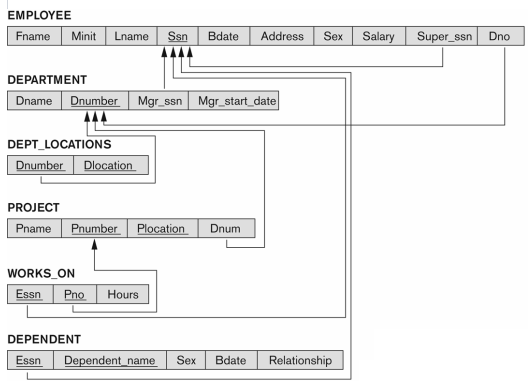 EMPLOYEE
Fname Minit Lname Ssn Bdate Address Sex Salary Super_ssn Dno
DEPARTMENT
Dname Dnumber Mgr_ssn Mgr_start_date
DEPT_LOCATIONS
Dnumber Dlocation
PROJECT
Pname Pnumber Plocation Dnum
WORKS_ON
Essn Pno Hours
DEPENDENT
Essn Dependent_name Sex Bdate Relationship